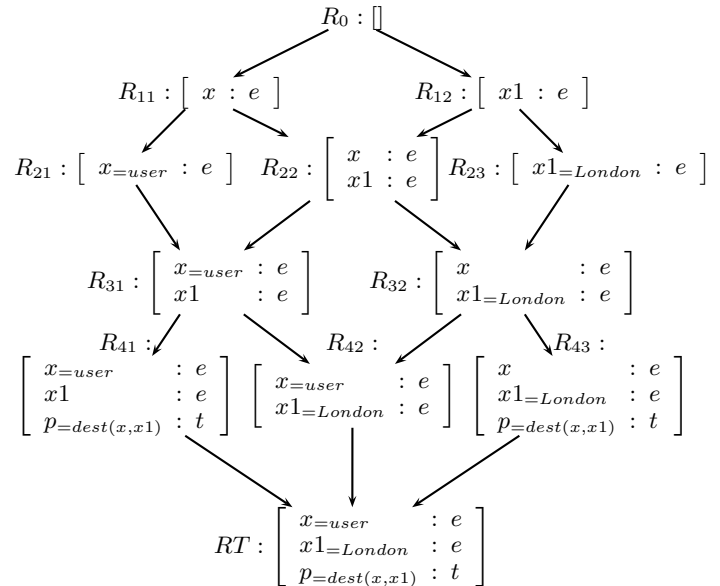 R0 : []
R11 : [ x : e ] R12 : [ x1 : e ]
R21 : [ x=user : e ] R22 : [ x : e R23 : [ x1=London : e ]
x1 : e ]
R31 : [ x=user : e R32 : [ x : e
x1 : e ] x1=London : e ]
R41 : R42 : R43 :
[ x=user : e [ x=user : e [ x : e
x1 : e x1=London : e ] x1=London : e
p=dest(x,x1) : t ] p=dest(x,x1) : t ]
RT : [ x=user : e
x1=London : e
p=dest(x,x1) : t ]